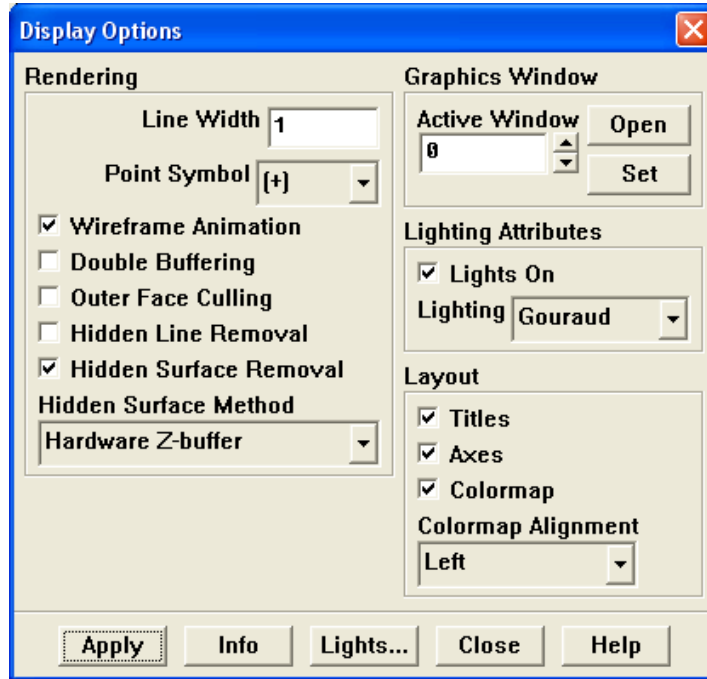 Display Options
Rendering
Line Width 1
Point Symbol (+)
Wireframe Animation
Double Buffering
Outer Face Culling
Hidden Line Removal
Hidden Surface Removal
Hidden Surface Method
Hardware Z-buffer
Graphics Window
Active Window
0
Open
Set
Lighting Attributes
Lights On
Lighting Gouraud
Layout
Titles
Axes
Colormap
Colormap Alignment
Left
Apply Info Lights... Close Help